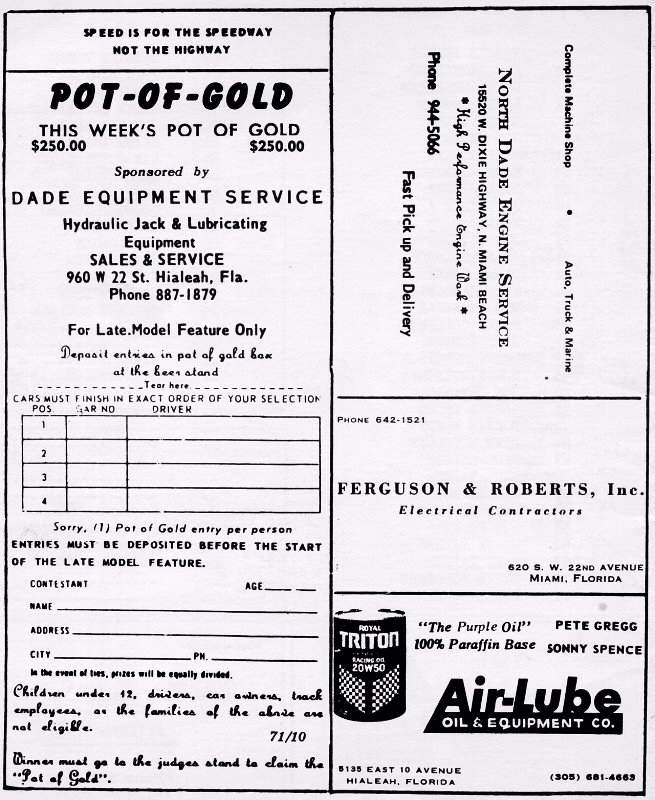 SPEED IS FOR THE SPEEDWAY
NOT THE HIGHWAY
POT-OF-GOLD
THIS WEEK'S POT OF GOLD
$250.00 $250.00
Sponsored by
DADE EQUIPMENT SERVICE
Hydraulic Jack & Lubricating
Equipment
SALES & SERVICE
960 W 22 St. Hialeah, Fla.
Phone 887-1879
For Late.Model Feature Only
Deposit entries in pot of gold box
at the beer stand
Tear here
CARS MUST FINISH IN EXACT ORDER OF YOUR SELECTION
POS. CAR NO DRIVER
1
2
3
4
Sorry, (1) Pot of Gold entry per person
ENTRIES MUST BE DEPOSITED BEFORE THE START
OF THE LATE MODEL FEATURE.
CONTESTANT AGE
NAME
ADDRESS
CITY PH.
In the event of ties, prizes will be equally divided.
Children under 12, drivers, car owners, track
employees, or the families of the above are
not eligible.
71/10
Winner must go to the judges stand to claim the
"Pot of Gold".
Complete Machine Shop • Auto, Truck & Marine
NORTH DADE ENGINE SERVICE
15520 W. DIXIE HIGHWAY, N. MIAMI BEACH
* High Performance Engine Work *
Phone 944-5066 Fast Pick up and Delivery
PHONE 642-1521
FERGUSON & ROBERTS, Inc.
Electrical Contractors
620 S. W. 22ND AVENUE
MIAMI, FLORIDA
ROYAL
TRITON
RACING OIL
20W50
"The Purple Oil" PETE GREGG
100% Paraffin Base SONNY SPENCE
Air-Lube
OIL & EQUIPMENT CO.
5135 EAST 10 AVENUE
HIALEAH, FLORIDA (305) 681-4663